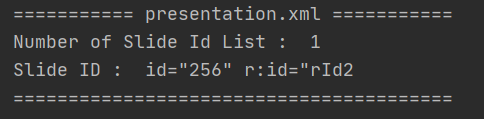 =========== presentation.xml ===========
Number of Slide Id List :  1
Slide ID :  id="256" r:id="rId2
========================================